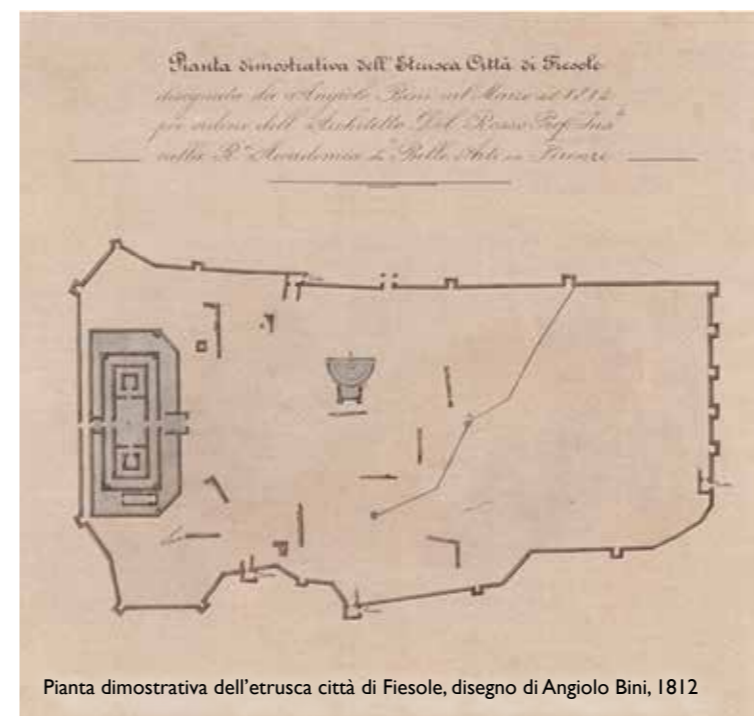 Pianta dimostrativa dell'Etrusca Città di Fiesole
disegnata da Angiolo Bini nel Marzo del 1812
per ordine dell'Architetto Del Rosso Prof.
nella R.ª Accademia di Belle Arti in Firenze
Pianta dimostrativa dell'etrusca città di Fiesole, disegno di Angiolo Bini, 1812